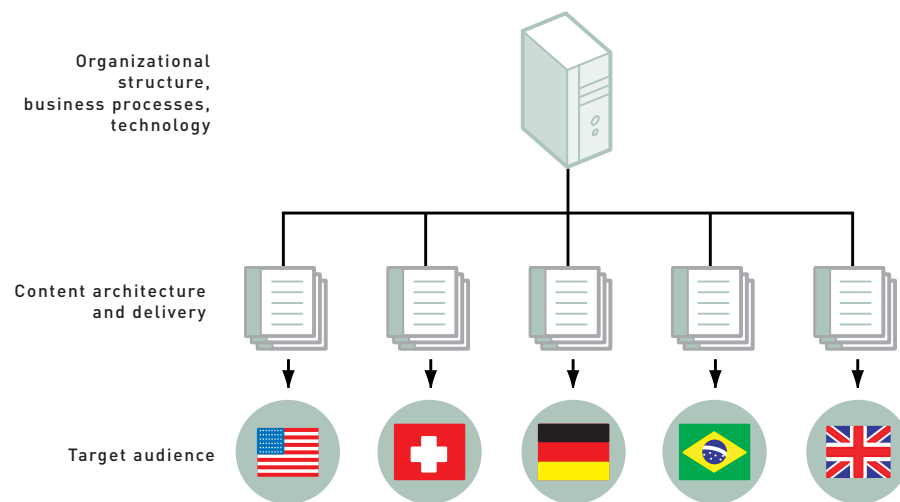 Organizational
structure,
business processes,
technology
Content architecture
and delivery
Target audience